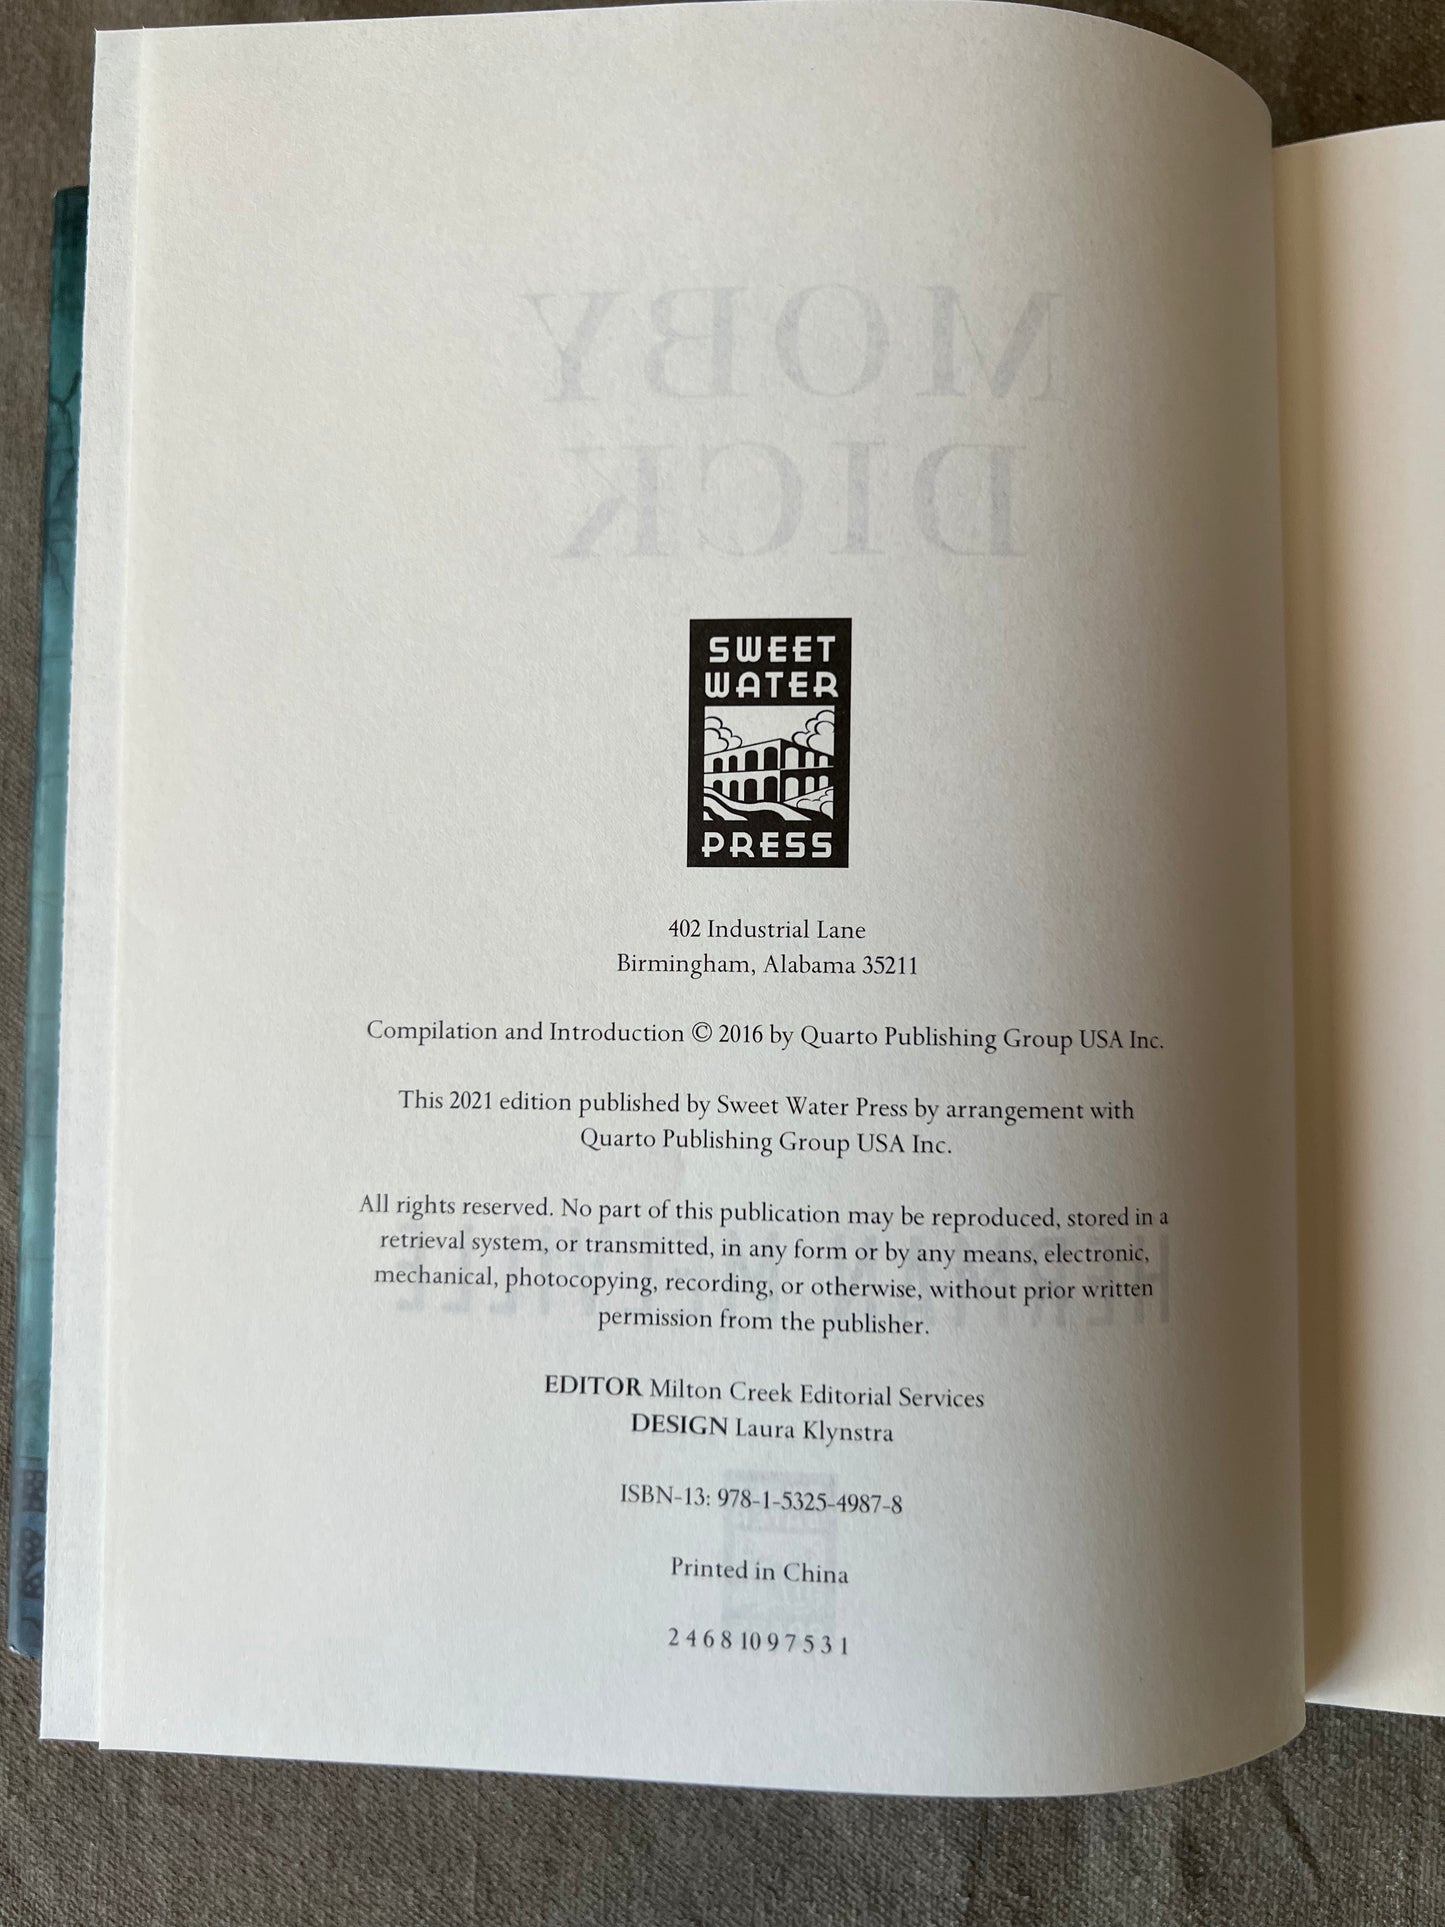 MOBY
DICK
SWEET
WATER
PRESS
402 Industrial Lane
Birmingham, Alabama 35211
Compilation and Introduction © 2016 by Quarto Publishing Group USA Inc.
This 2021 edition published by Sweet Water Press by arrangement with
Quarto Publishing Group USA Inc.
All rights reserved. No part of this publication may be reproduced, stored in a
retrieval system, or transmitted, in any form or by any means, electronic,
mechanical, photocopying, recording, or otherwise, without prior written
permission from the publisher.
EDITOR Milton Creek Editorial Services
DESIGN Laura Klynstra
ISBN-13: 978-1-5325-4987-8
Printed in China
2 4 6 8 10 9 7 5 3 1